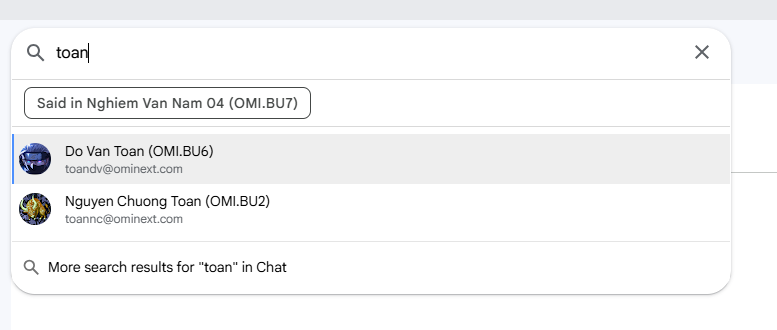 toan
Said in Nghiem Van Nam 04 (OMI.BU7)
Do Van Toan (OMI.BU6)
toandv@ominext.com
Nguyen Chuong Toan (OMI.BU2)
toannc@ominext.com
More search results for "toan" in Chat